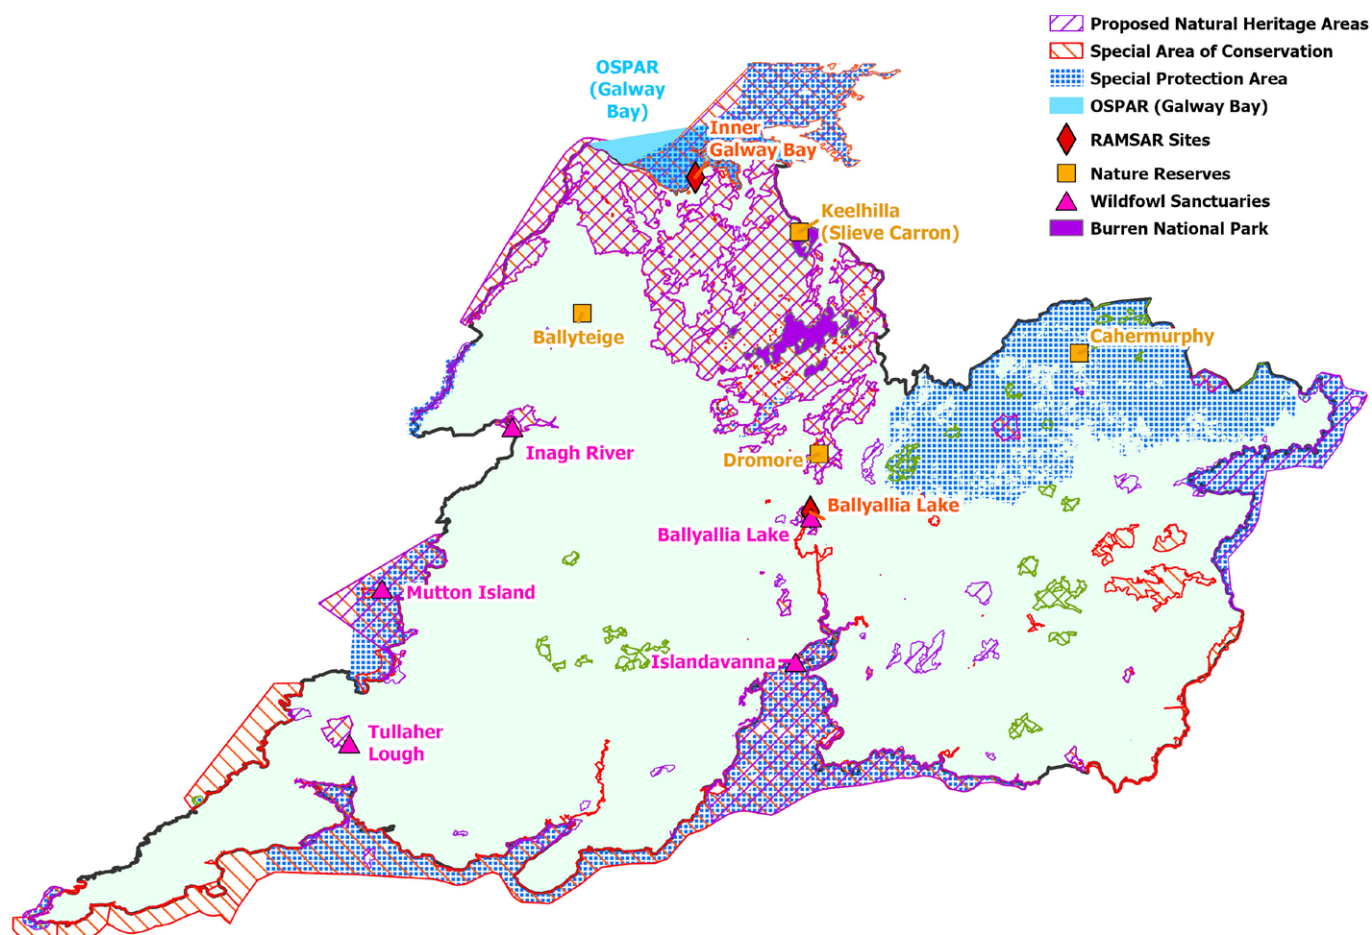 Proposed Natural Heritage Areas
Special Area of Conservation
Special Protection Area
OSPAR (Galway Bay)
RAMSAR Sites
Nature Reserves
Wildfowl Sanctuaries
Burren National Park
OSPAR
(Galway
Bay)
Inner
Galway Bay
Keelhilla
(Slieve Carron)
Ballyteige
Cahermurphy
Inagh River
Dromore
Ballyallia Lake
Ballyallia Lake
Mutton Island
Islandavanna
Tullaher
Lough